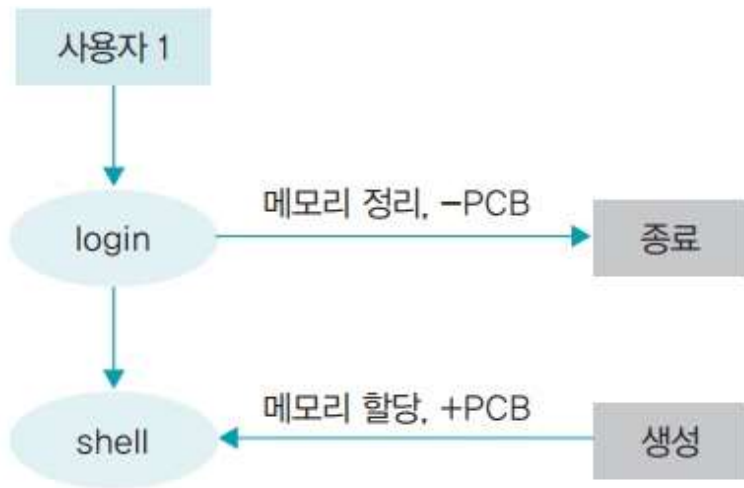 사용자 1
메모리 정리, −PCB
login
종료
메모리 할당, +PCB
shell
생성